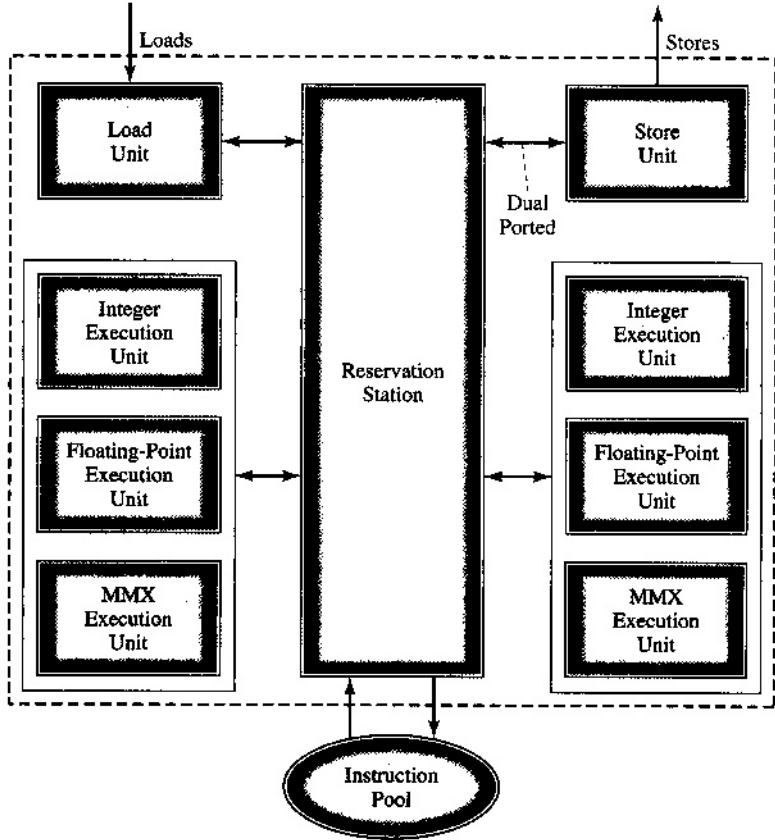 Loads
Stores
Load
Unit
Store
Unit
Dual
Ported
Integer
Execution
Unit
Floating-Point
Execution
Unit
MMX
Execution
Unit
Reservation
Station
Integer
Execution
Unit
Floating-Point
Execution
Unit
MMX
Execution
Unit
Instruction
Pool